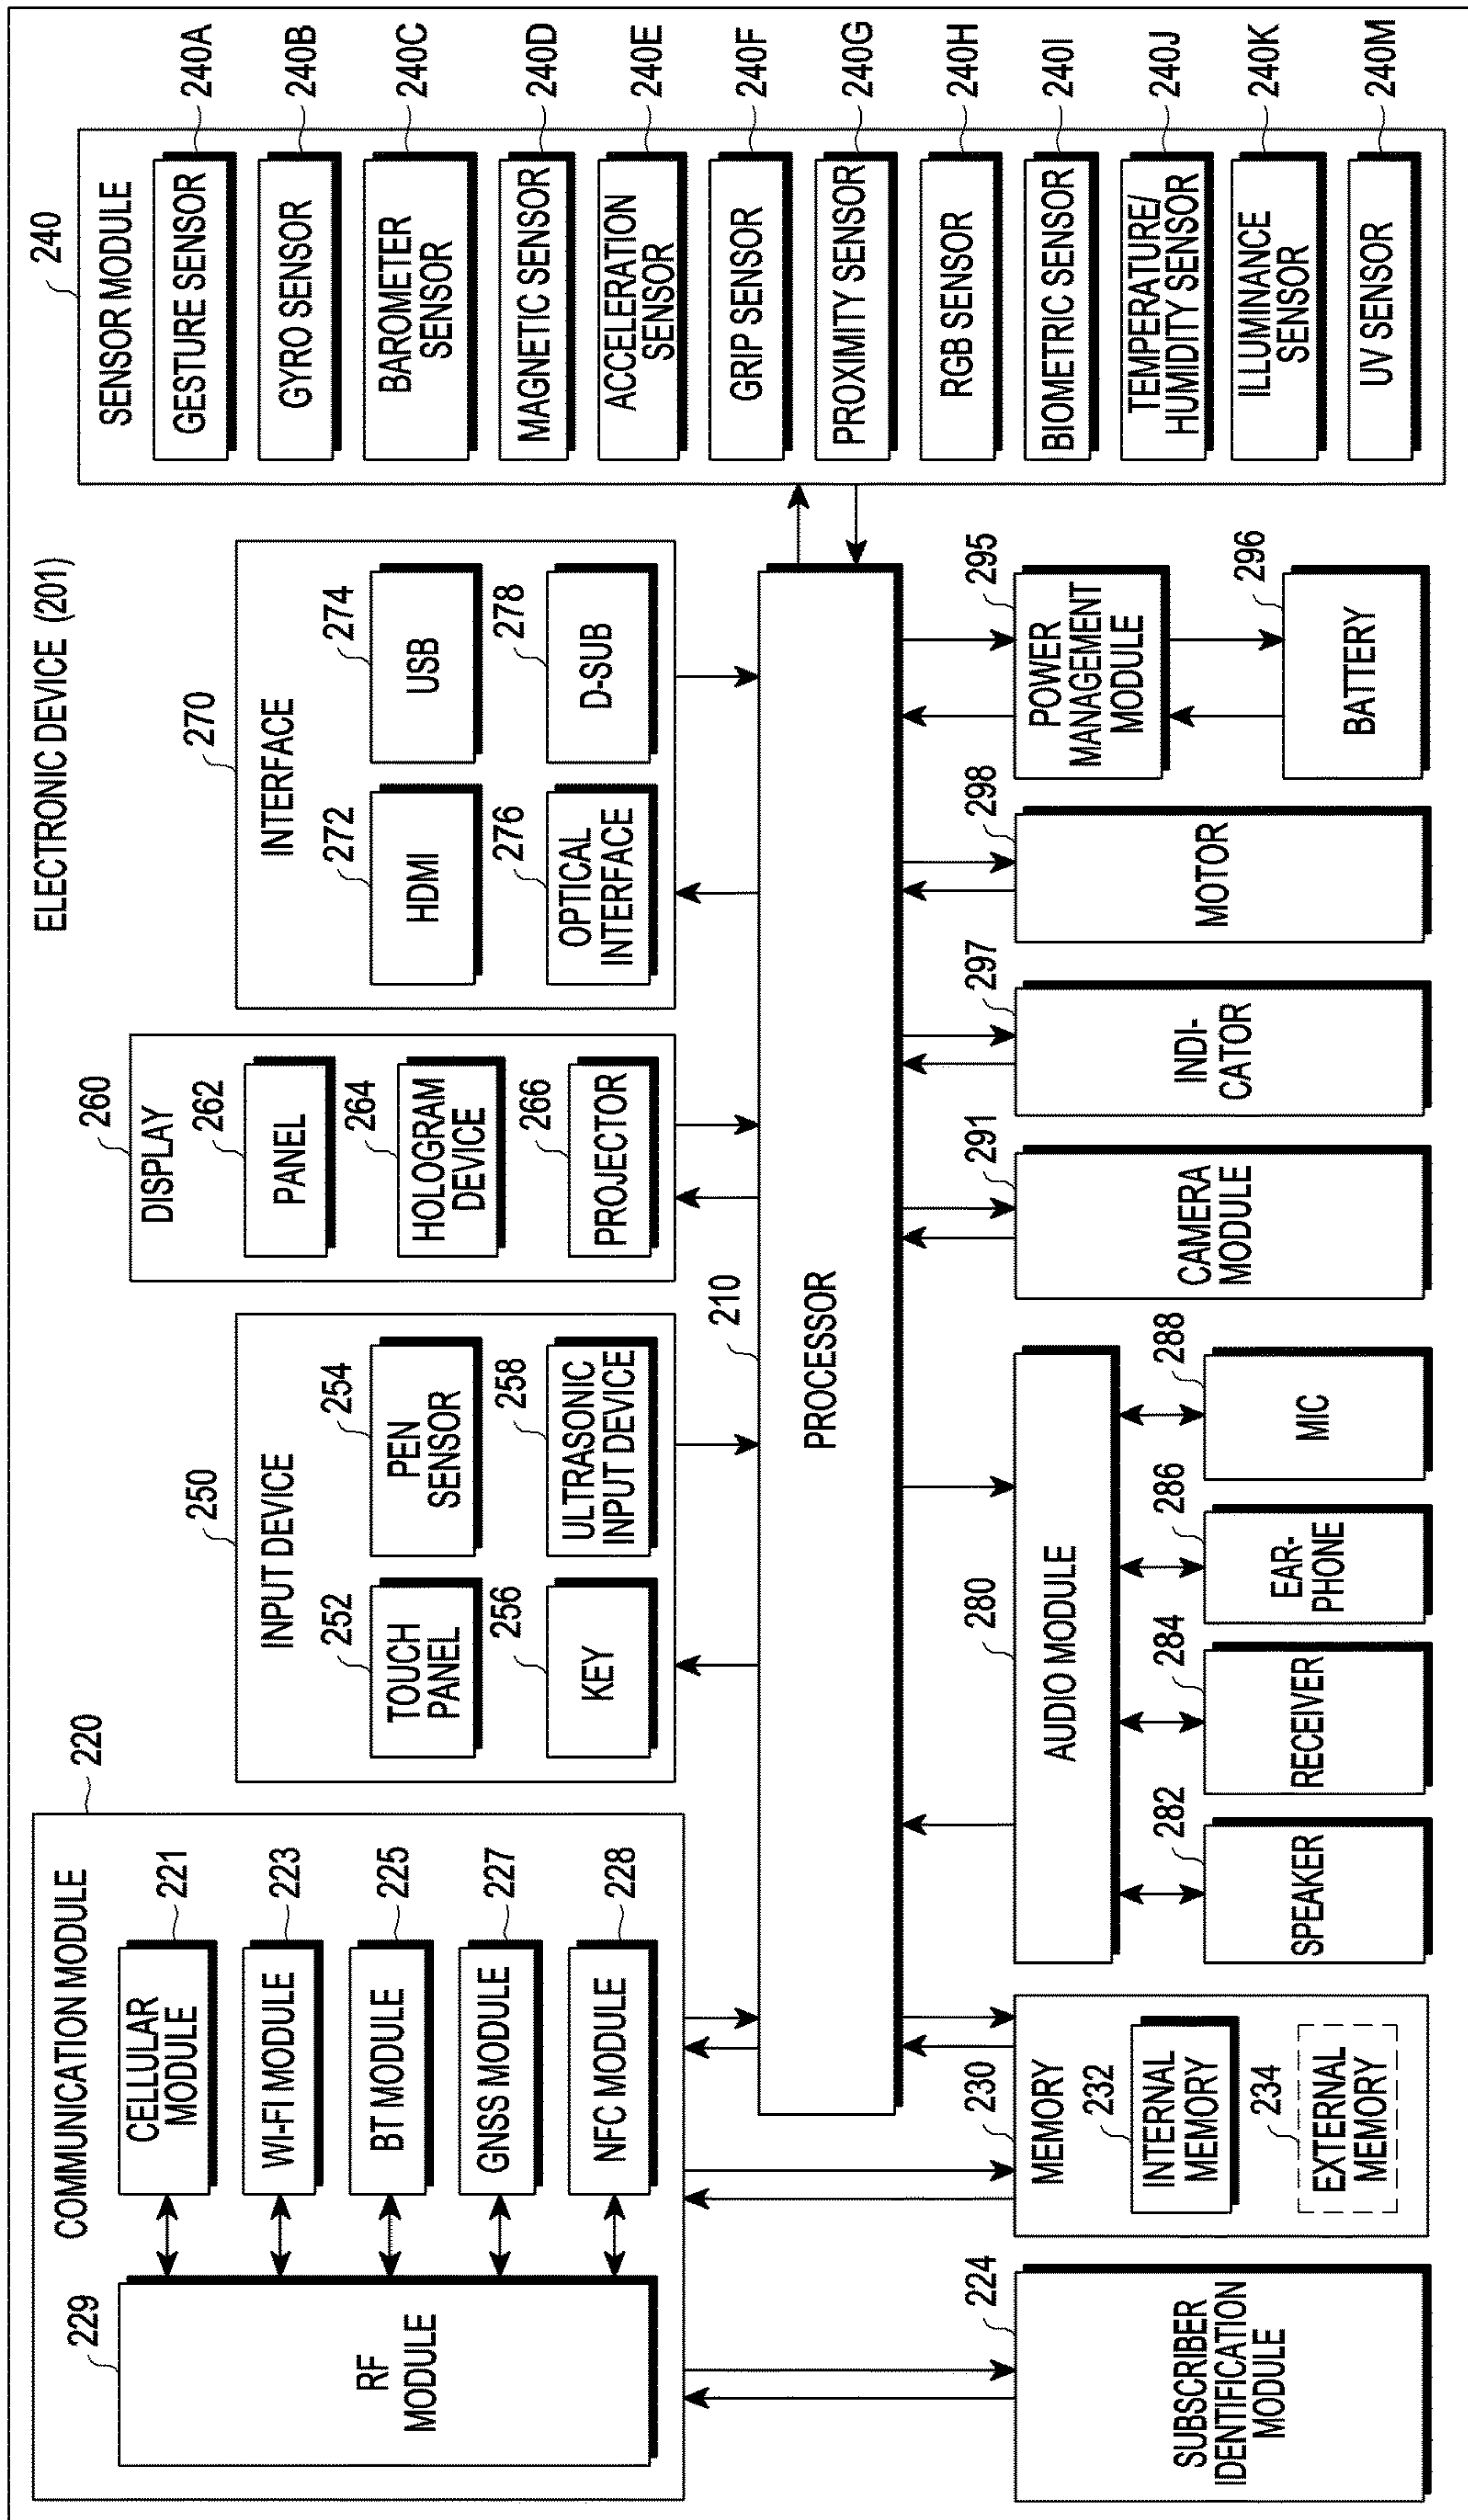 ELECTRONIC DEVICE (201)
220
COMMUNICATION MODULE
229
RF
MODULE
CELLULAR
MODULE
221
WI-FI MODULE
223
BT MODULE
225
GNSS MODULE
227
NFC MODULE
228
250
INPUT DEVICE
252
TOUCH
PANEL
254
PEN
SENSOR
256
KEY
258
ULTRASONIC
INPUT DEVICE
260
DISPLAY
262
PANEL
264
HOLOGRAM
DEVICE
266
PROJECTOR
270
INTERFACE
272
HDMI
274
USB
276
OPTICAL
INTERFACE
278
D-SUB
240
SENSOR MODULE
GESTURE SENSOR
240A
GYRO SENSOR
240B
BAROMETER
SENSOR
240C
MAGNETIC SENSOR
240D
ACCELERATION
SENSOR
240E
GRIP SENSOR
240F
PROXIMITY SENSOR
240G
RGB SENSOR
240H
BIOMETRIC SENSOR
240I
TEMPERATURE/
HUMIDITY SENSOR
240J
ILLUMINANCE
SENSOR
240K
UV SENSOR
240M
210
PROCESSOR
224
SUBSCRIBER
IDENTIFICATION
MODULE
230
MEMORY
232
INTERNAL
MEMORY
234
EXTERNAL
MEMORY
280
AUDIO MODULE
282
SPEAKER
284
RECEIVER
286
EAR-
PHONE
288
MIC
291
CAMERA
MODULE
297
INDI-
CATOR
298
MOTOR
295
POWER
MANAGEMENT
MODULE
296
BATTERY